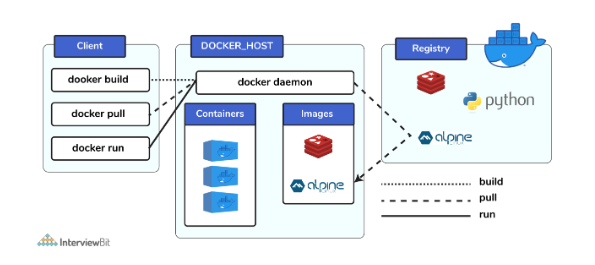 Client
dooker build
docker pull
docker run
DOCKER_HOST
docker daemon
Containers
Images
alpine
Registry
python
alpine
build
pull
run
InterviewBit